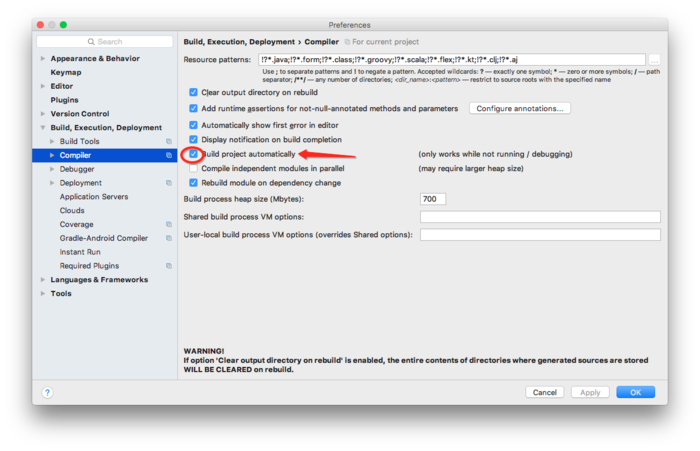 Preferences
Search
Appearance & Behavior
Keymap
Editor
Plugins
Version Control
Build, Execution, Deployment
Build Tools
Compiler
Debugger
Deployment
Application Servers
Clouds
Coverage
Gradle-Android Compiler
Instant Run
Required Plugins
Languages & Frameworks
Tools
?
Build, Execution, Deployment › Compiler For current project
Resource patterns: !?*.java;!?*.form;!?*.class;!?*.groovy;!?*.scala;!?*.flex;!?*.kt;!?*.clj;!?*.aj ...
Use ; to separate patterns and ! to negate a pattern. Accepted wildcards: ? — exactly one symbol; * — zero or more symbols; / — path
separator; /**/ — any number of directories; <dir_name>:<pattern> — restrict to source roots with the specified name
Clear output directory on rebuild
Add runtime assertions for not-null-annotated methods and parameters Configure annotations...
Automatically show first error in editor
Display notification on build completion
Build project automatically (only works while not running / debugging)
Compile independent modules in parallel (may require larger heap size)
Rebuild module on dependency change
Build process heap size (Mbytes): 700
Shared build process VM options:
User-local build process VM options (overrides Shared options):
WARNING!
If option 'Clear output directory on rebuild' is enabled, the entire contents of directories where generated sources are stored
WILL BE CLEARED on rebuild.
Cancel Apply OK